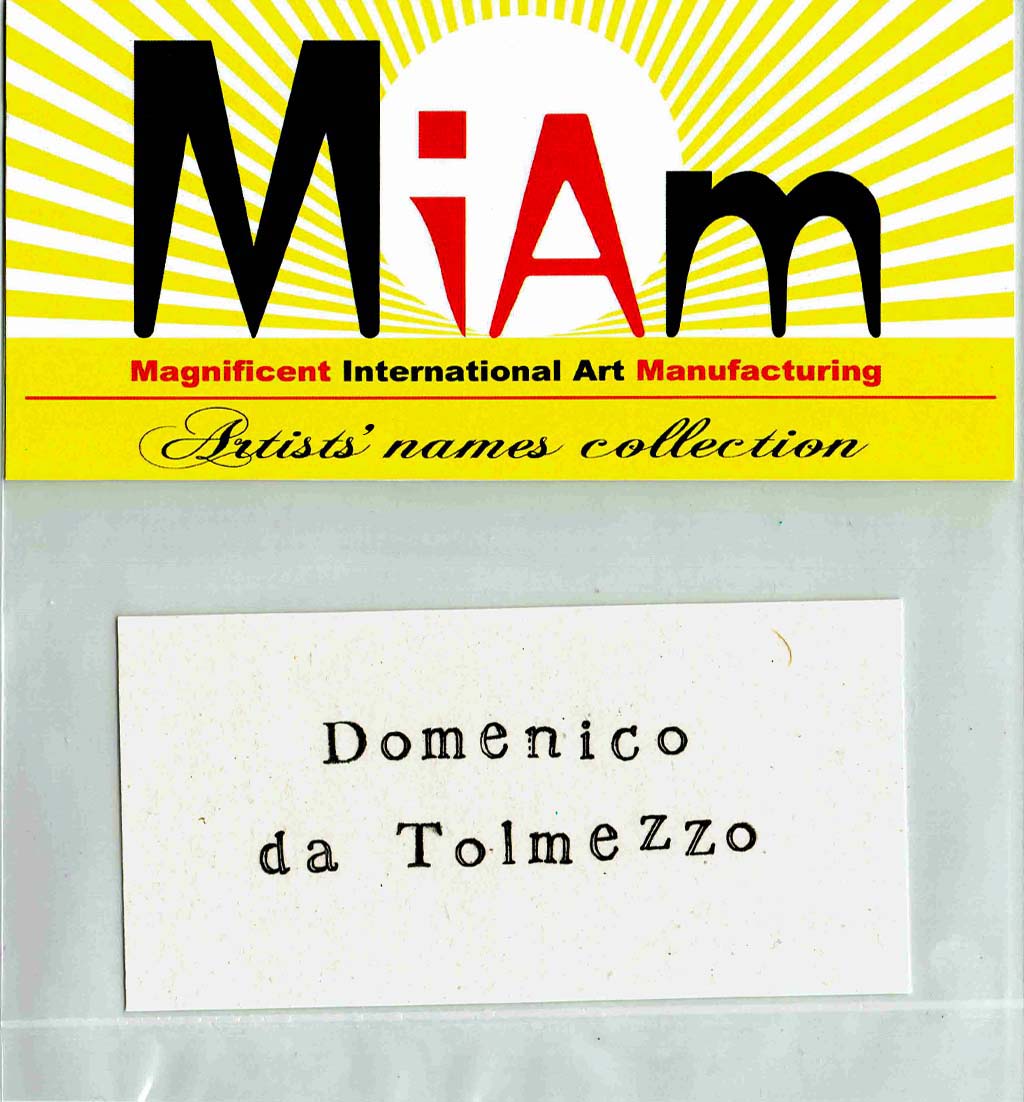 MiAm
Magnificent International Art Manufacturing
Artists' names collection
Domenico
da Tolmezzo